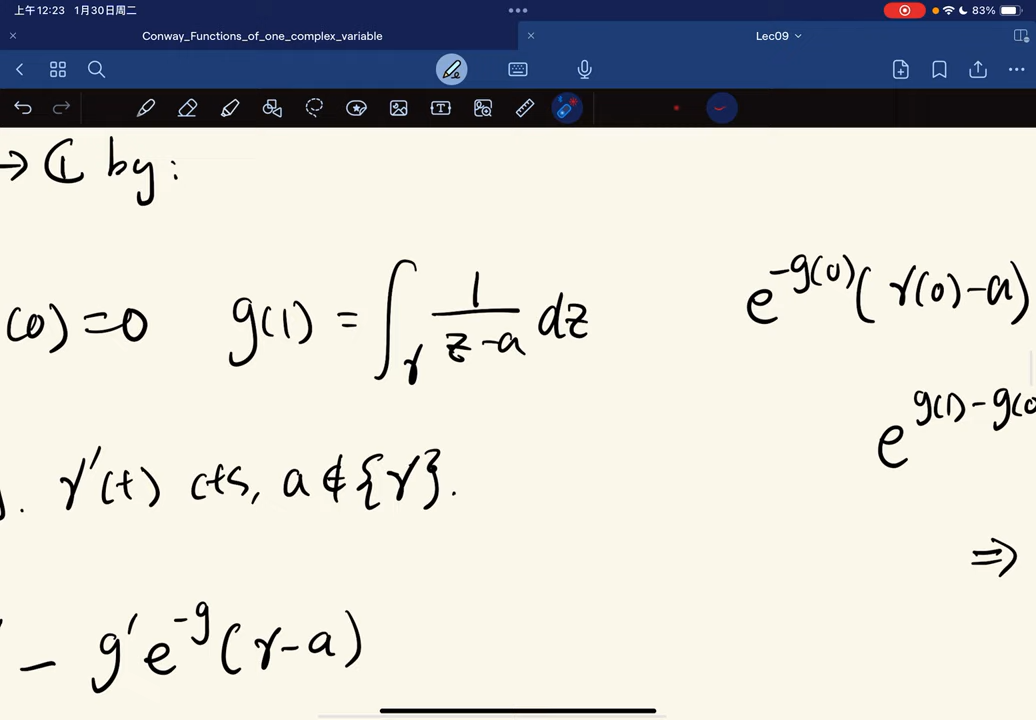 上午12:23 1月30日周二
83%
Conway_Functions_of_one_complex_variable
Lec09
→ ℂ by:
(0)=0 g(1) = ∫_γ 1/(z-a) dz
e^{-g(0)}(γ(0)-a)
e^{g(1)-g(0
γ'(t) cts, a∉{γ}.
⇒
- g'e^{-g}(γ-a)